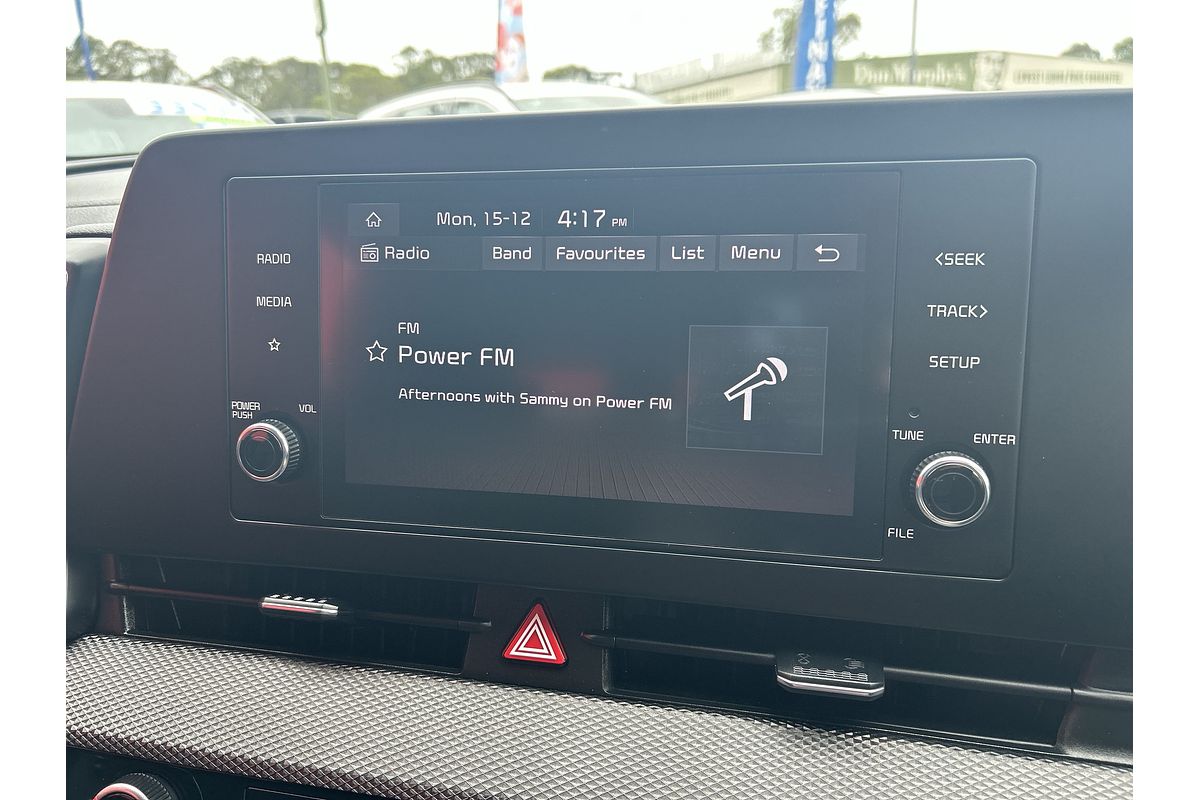 Dan Murphy's
Mon, 15-12 4:17 PM
Radio Band Favourites List Menu
FM
Power FM
Afternoons with Sammy on Power FM
RADIO
MEDIA
POWER
PUSH
VOL
<SEEK
TRACK>
SETUP
TUNE
ENTER
FILE